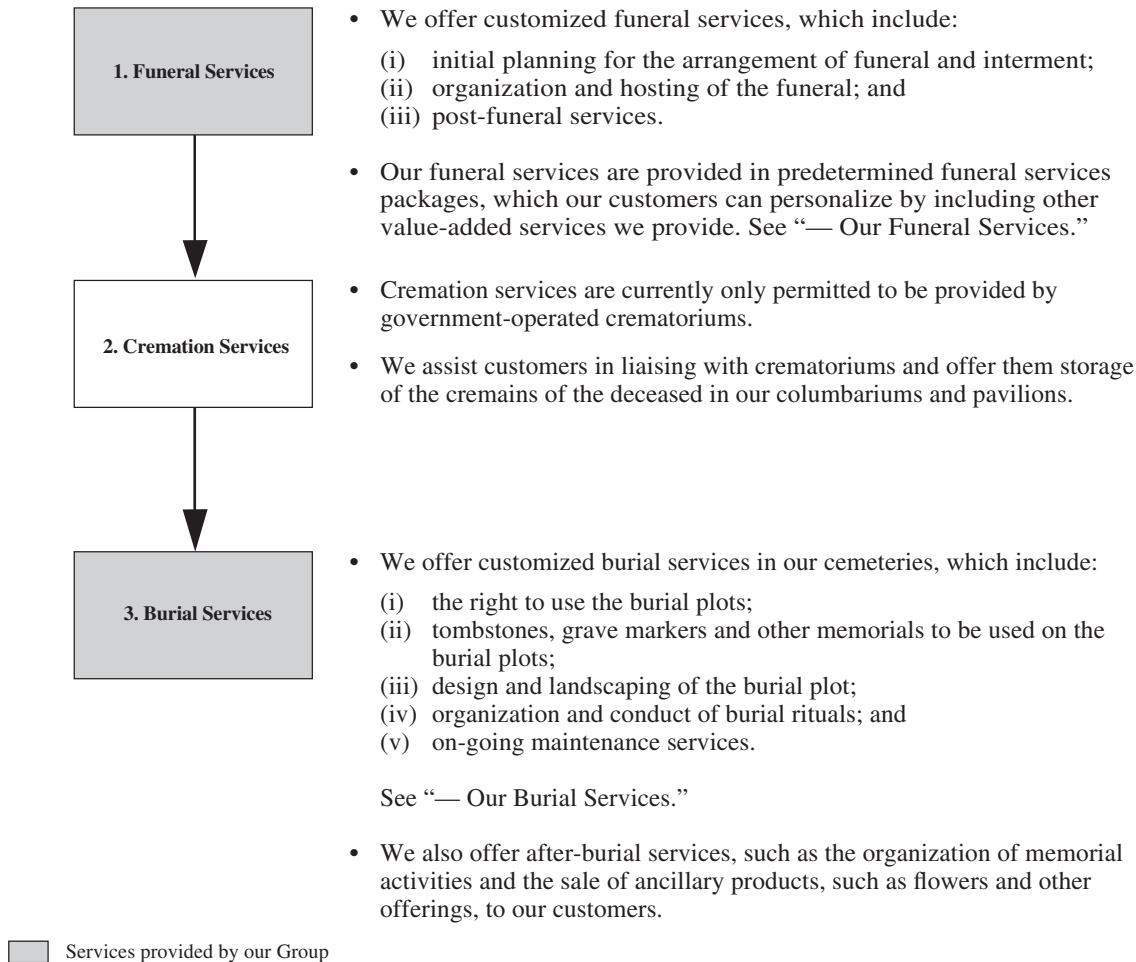 1. Funeral Services
• We offer customized funeral services, which include:
(i) initial planning for the arrangement of funeral and interment;
(ii) organization and hosting of the funeral; and
(iii) post-funeral services.
• Our funeral services are provided in predetermined funeral services
packages, which our customers can personalize by including other
value-added services we provide. See “— Our Funeral Services.”
2. Cremation Services
• Cremation services are currently only permitted to be provided by
government-operated crematoriums.
• We assist customers in liaising with crematoriums and offer them storage
of the cremains of the deceased in our columbariums and pavilions.
3. Burial Services
• We offer customized burial services in our cemeteries, which include:
(i) the right to use the burial plots;
(ii) tombstones, grave markers and other memorials to be used on the
burial plots;
(iii) design and landscaping of the burial plot;
(iv) organization and conduct of burial rituals; and
(v) on-going maintenance services.
See “— Our Burial Services.”
• We also offer after-burial services, such as the organization of memorial
activities and the sale of ancillary products, such as flowers and other
offerings, to our customers.
Services provided by our Group